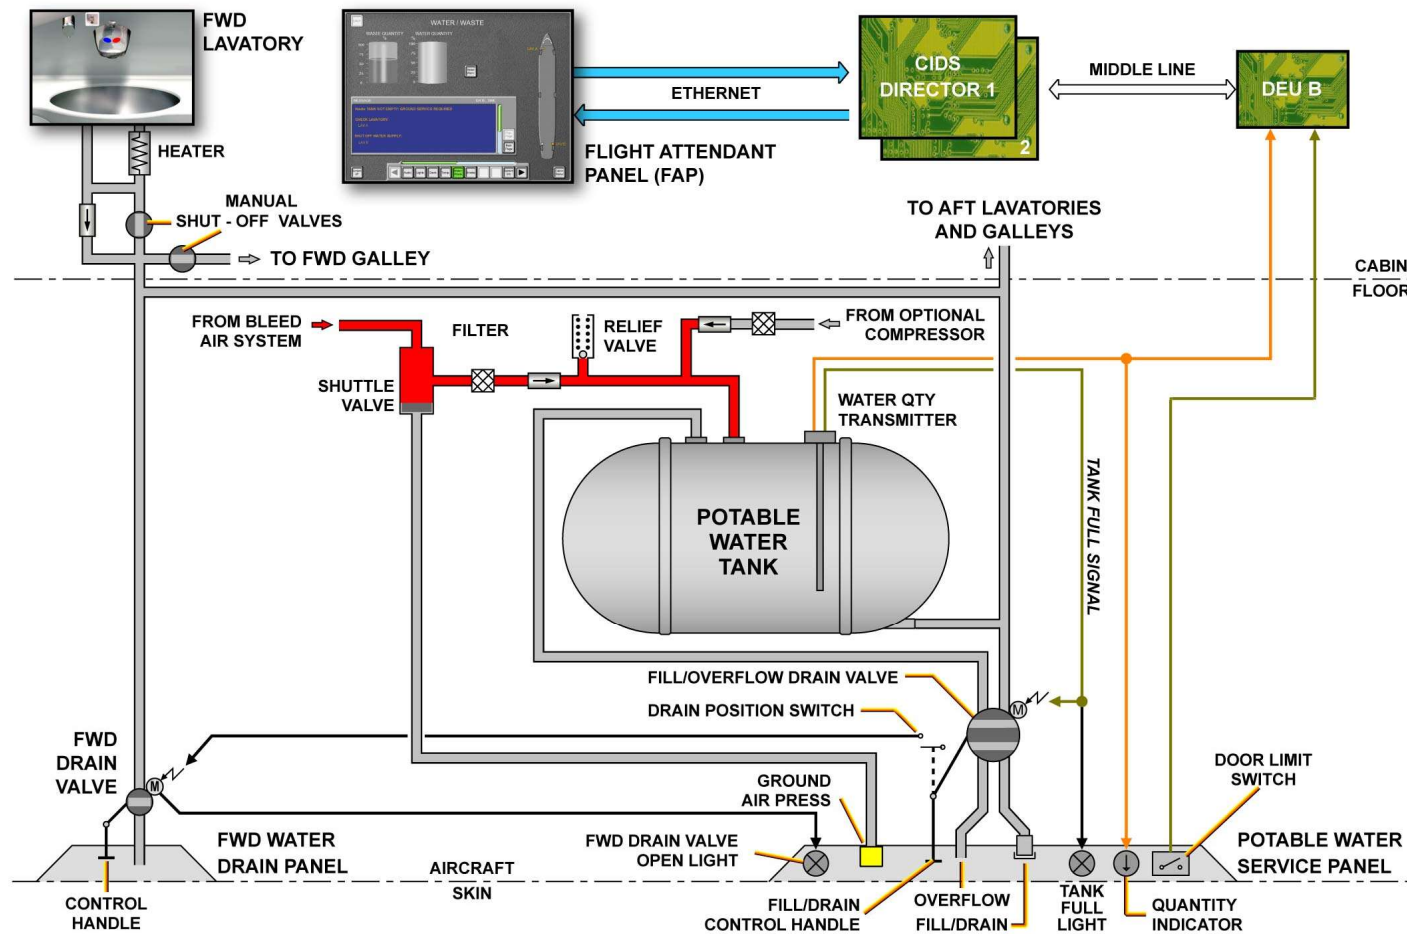 FWD
LAVATORY
HEATER
MANUAL
SHUT - OFF VALVES
TO FWD GALLEY
WATER / WASTE
WASTE QUANTITY
WATER QUANTITY
FLIGHT ATTENDANT
PANEL (FAP)
ETHERNET
CIDS
DIRECTOR 1
2
MIDDLE LINE
DEU B
TO AFT LAVATORIES
AND GALLEYS
CABIN
FLOOR
FROM BLEED
AIR SYSTEM
FILTER
RELIEF
VALVE
FROM OPTIONAL
COMPRESSOR
SHUTTLE
VALVE
WATER QTY
TRANSMITTER
POTABLE
WATER
TANK
TANK FULL SIGNAL
FILL/OVERFLOW DRAIN VALVE
M
DRAIN POSITION SWITCH
FWD
DRAIN
VALVE
M
GROUND
AIR PRESS
DOOR LIMIT
SWITCH
FWD WATER
DRAIN PANEL
FWD DRAIN VALVE
OPEN LIGHT
POTABLE WATER
SERVICE PANEL
AIRCRAFT
SKIN
CONTROL
HANDLE
FILL/DRAIN
CONTROL HANDLE
OVERFLOW
FILL/DRAIN
TANK
FULL
LIGHT
QUANTITY
INDICATOR